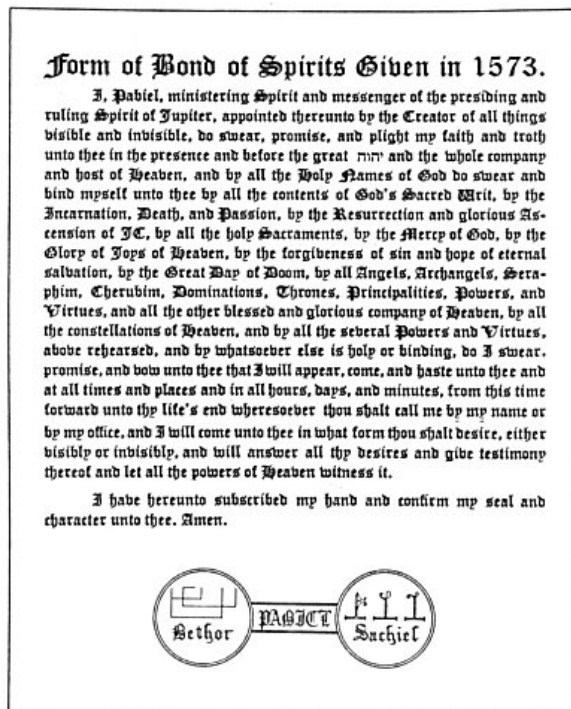 Form of Bond of Spirits Given in 1573.
I, Pabiel, ministering Spirit and messenger of the presiding and
ruling Spirit of Jupiter, appointed thereunto by the Creator of all things
visible and invisible, do swear, promise, and plight my faith and troth
unto thee in the presence and before the great יהוה and the whole company
and host of Heaven, and by all the Holy Names of God do swear and
bind myself unto thee by all the contents of God's Sacred Writ, by the
Incarnation, Death, and Passion, by the Resurrection and glorious As-
cension of JC, by all the holy Sacraments, by the Mercy of God, by the
Glory of Joys of Heaven, by the forgiveness of sin and hope of eternal
salvation, by the Great Day of Doom, by all Angels, Archangels, Sera-
phim, Cherubim, Dominations, Thrones, Principalities, Powers, and
Virtues, and all the other blessed and glorious company of Heaven, by all
the constellations of Heaven, and by all the several Powers and Virtues,
above rehearsed, and by whatsoever else is holy or binding, do I swear,
promise, and vow unto thee that I will appear, come, and haste unto thee and
at all times and places and in all hours, days, and minutes, from this time
forward unto thy life's end wheresoever thou shalt call me by my name or
by my office, and I will come unto thee in what form thou shalt desire, either
visibly or invisibly, and will answer all thy desires and give testimony
thereof and let all the powers of Heaven witness it.
I have hereunto subscribed my hand and confirm my seal and
character unto thee. Amen.
Bethor
PABIEL
Sachiel